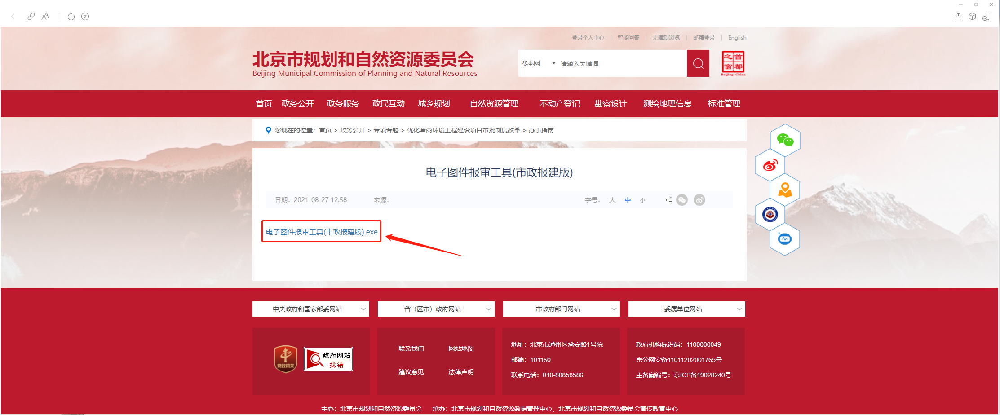 登录个人中心 | 智能问答 | 无障碍浏览 | 邮箱登录 | English
北京市规划和自然资源委员会
Beijing Municipal Commission of Planning and Natural Resources
搜本网 请输入关键词
首都之窗
Beijing-China
首页 政务公开 政务服务 政民互动 城乡规划 自然资源管理 不动产登记 勘察设计 测绘地理信息 标准管理
您现在的位置：首页 > 政务公开 > 专项专题 > 优化营商环境工程建设项目审批制度改革 > 办事指南
电子图件报审工具(市政报建版)
日期：2021-08-27 12:58 来源： 字号： 大 中 小
电子图件报审工具(市政报建版).exe
中央政府和国家部委网站 省（区市）政府网站 市政府部门网站 委属单位网站
党政机关
政府网站
找错
联系我们 网站地图
建议意见 法律声明
地址：北京市通州区承安路1号院
邮编：101160
联系电话：010-80858586
政府机构标识码：1100000049
京公网安备11011202001765号
主备案编号：京ICP备19028240号
主办：北京市规划和自然资源委员会 承办：北京市规划和自然资源数据管理中心、北京市规划和自然资源委员会宣传教育中心